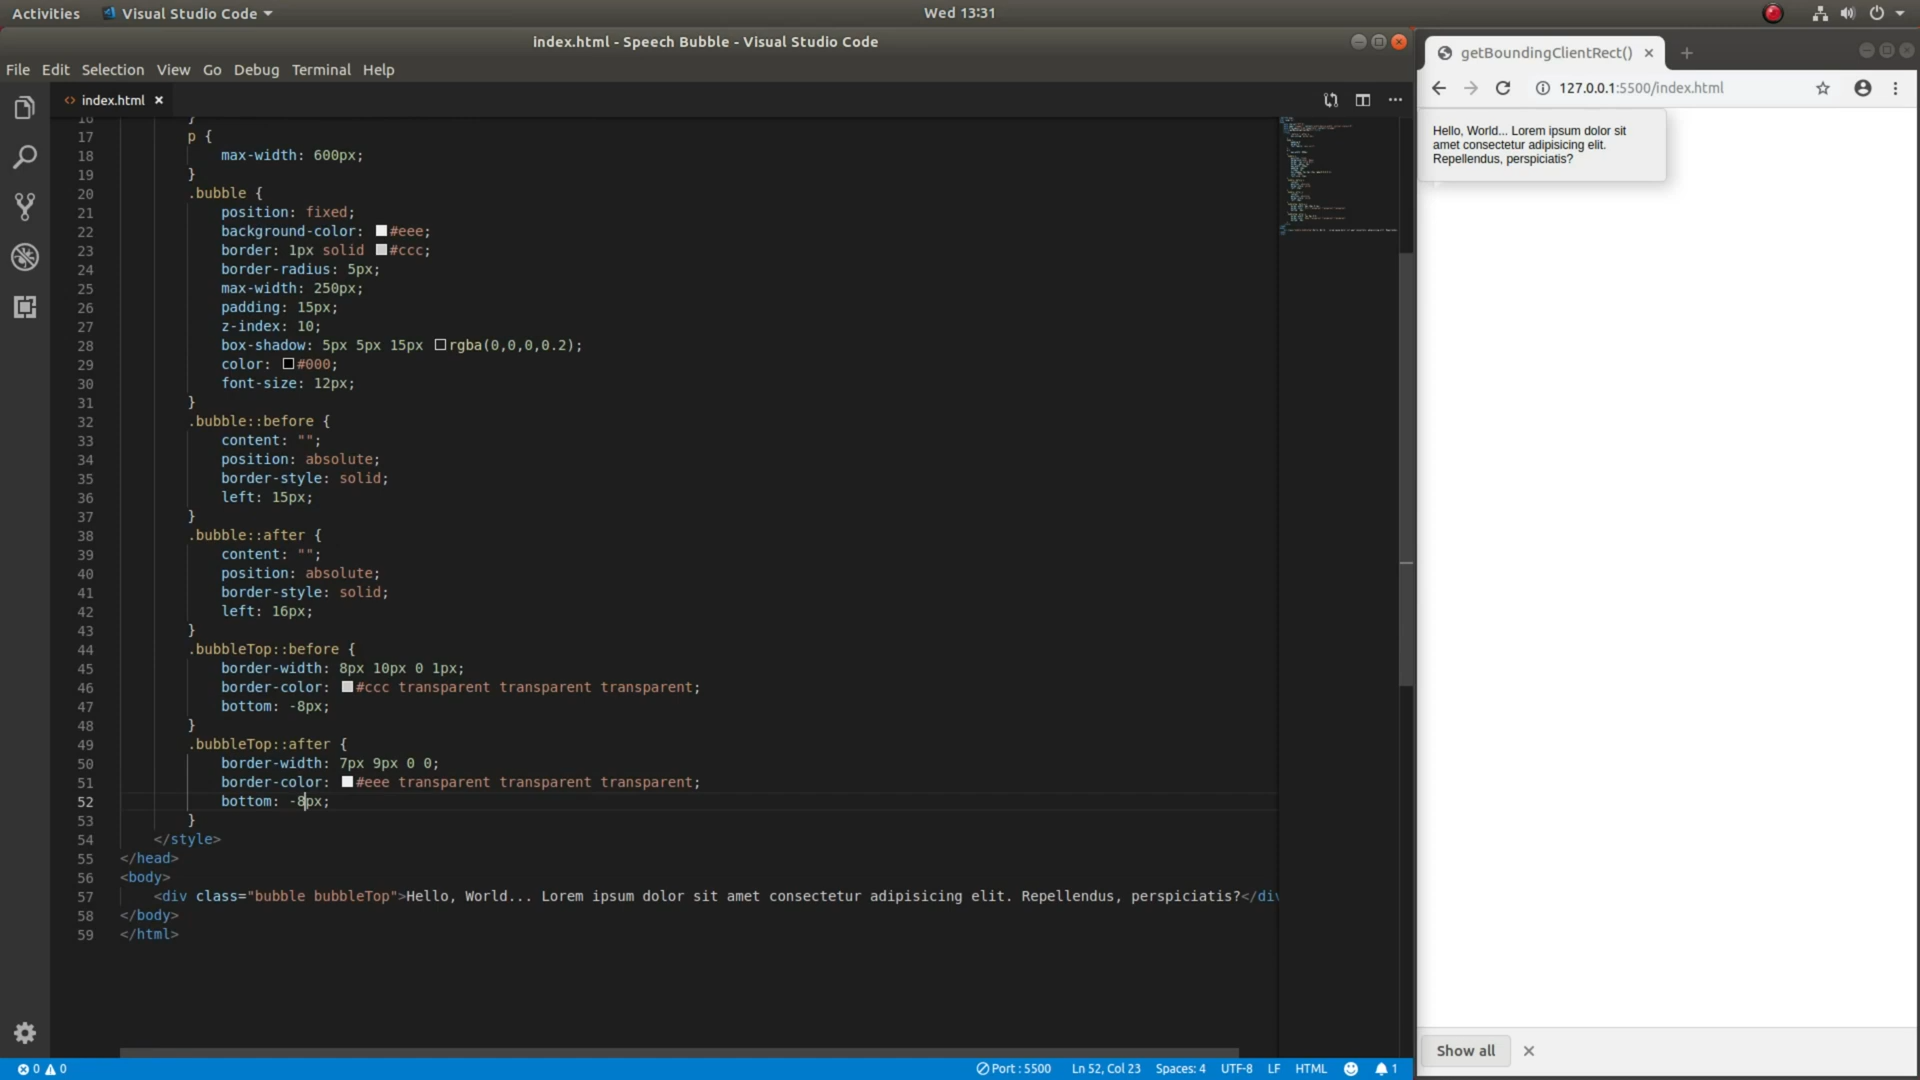 Activities
Visual Studio Code
Wed 13:31
index.html - Speech Bubble - Visual Studio Code
File Edit Selection View Go Debug Terminal Help
index.html
16 }
17 p {
18 max-width: 600px;
19 }
20 .bubble {
21 position: fixed;
22 background-color: #eee;
23 border: 1px solid #ccc;
24 border-radius: 5px;
25 max-width: 250px;
26 padding: 15px;
27 z-index: 10;
28 box-shadow: 5px 5px 15px rgba(0,0,0,0.2);
29 color: #000;
30 font-size: 12px;
31 }
32 .bubble::before {
33 content: "";
34 position: absolute;
35 border-style: solid;
36 left: 15px;
37 }
38 .bubble::after {
39 content: "";
40 position: absolute;
41 border-style: solid;
42 left: 16px;
43 }
44 .bubbleTop::before {
45 border-width: 8px 10px 0 1px;
46 border-color: #ccc transparent transparent transparent;
47 bottom: -8px;
48 }
49 .bubbleTop::after {
50 border-width: 7px 9px 0 0;
51 border-color: #eee transparent transparent transparent;
52 bottom: -8px;
53 }
54 </style>
55 </head>
56 <body>
57 <div class="bubble bubbleTop">Hello, World... Lorem ipsum dolor sit amet consectetur adipisicing elit. Repellendus, perspiciatis?</div
58 </body>
59 </html>
0 0
Port : 5500
Ln 52, Col 23
Spaces: 4
UTF-8
LF
HTML
1
getBoundingClientRect()
127.0.0.1:5500/index.html
Hello, World... Lorem ipsum dolor sit
amet consectetur adipisicing elit.
Repellendus, perspiciatis?
Show all